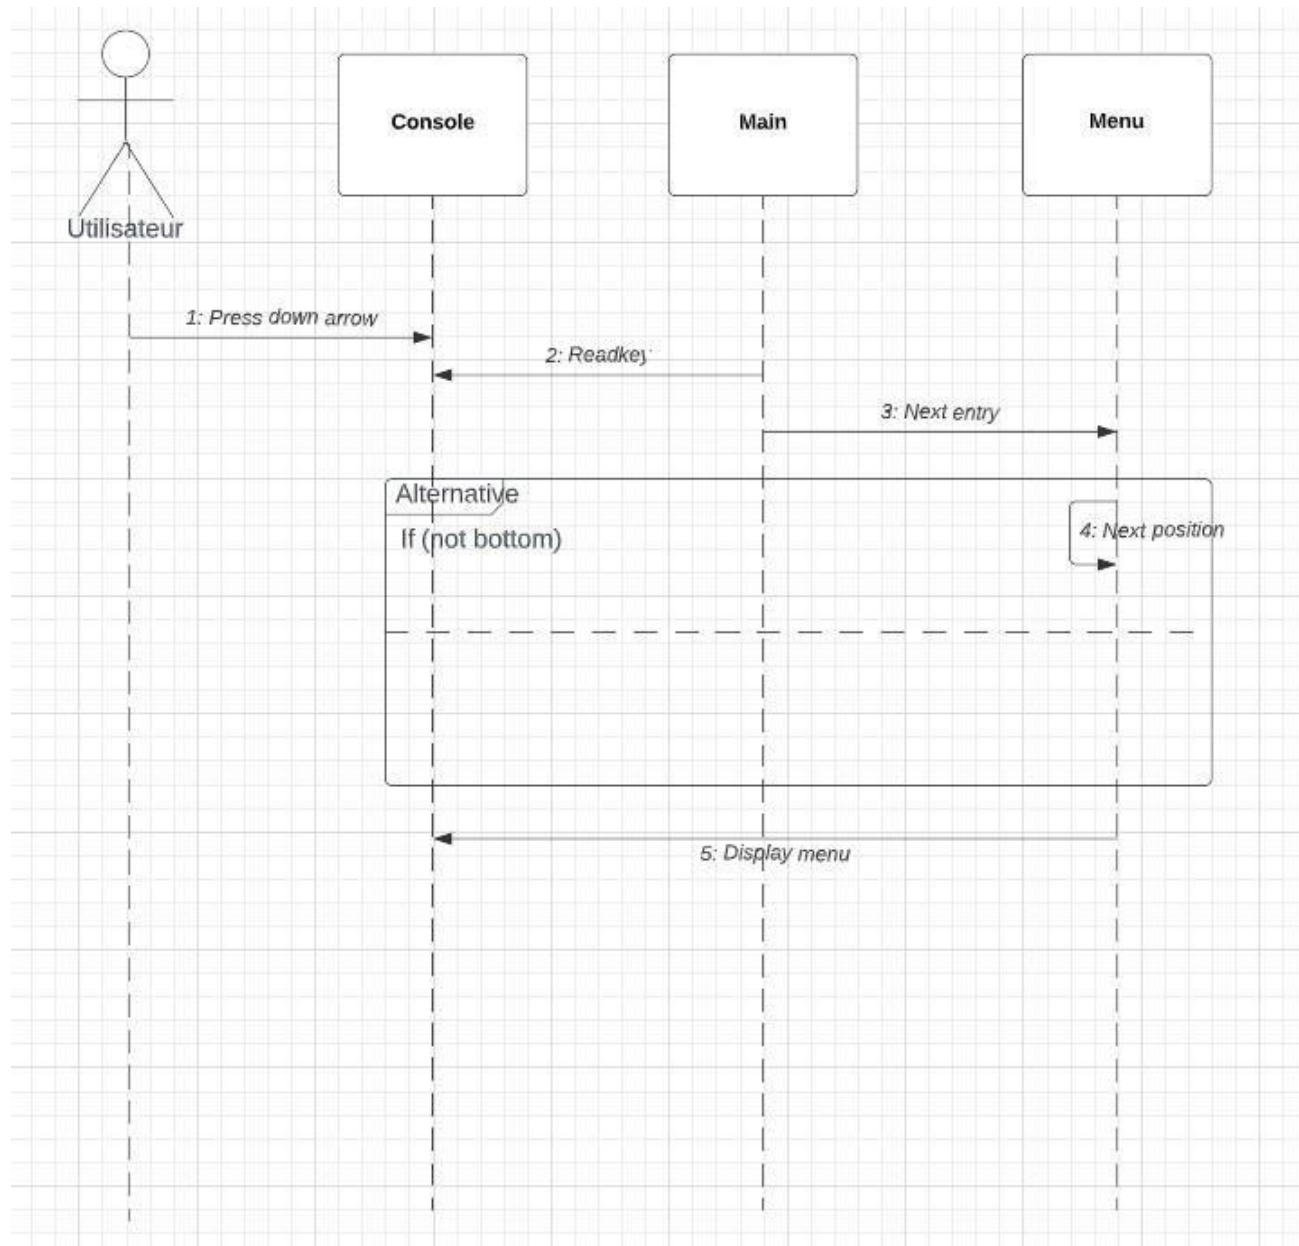 Console
Main
Menu
Utilisateur
1: Press down arrow
2: Readkey
3: Next entry
Alternative
If (not bottom)
4: Next position
5: Display menu